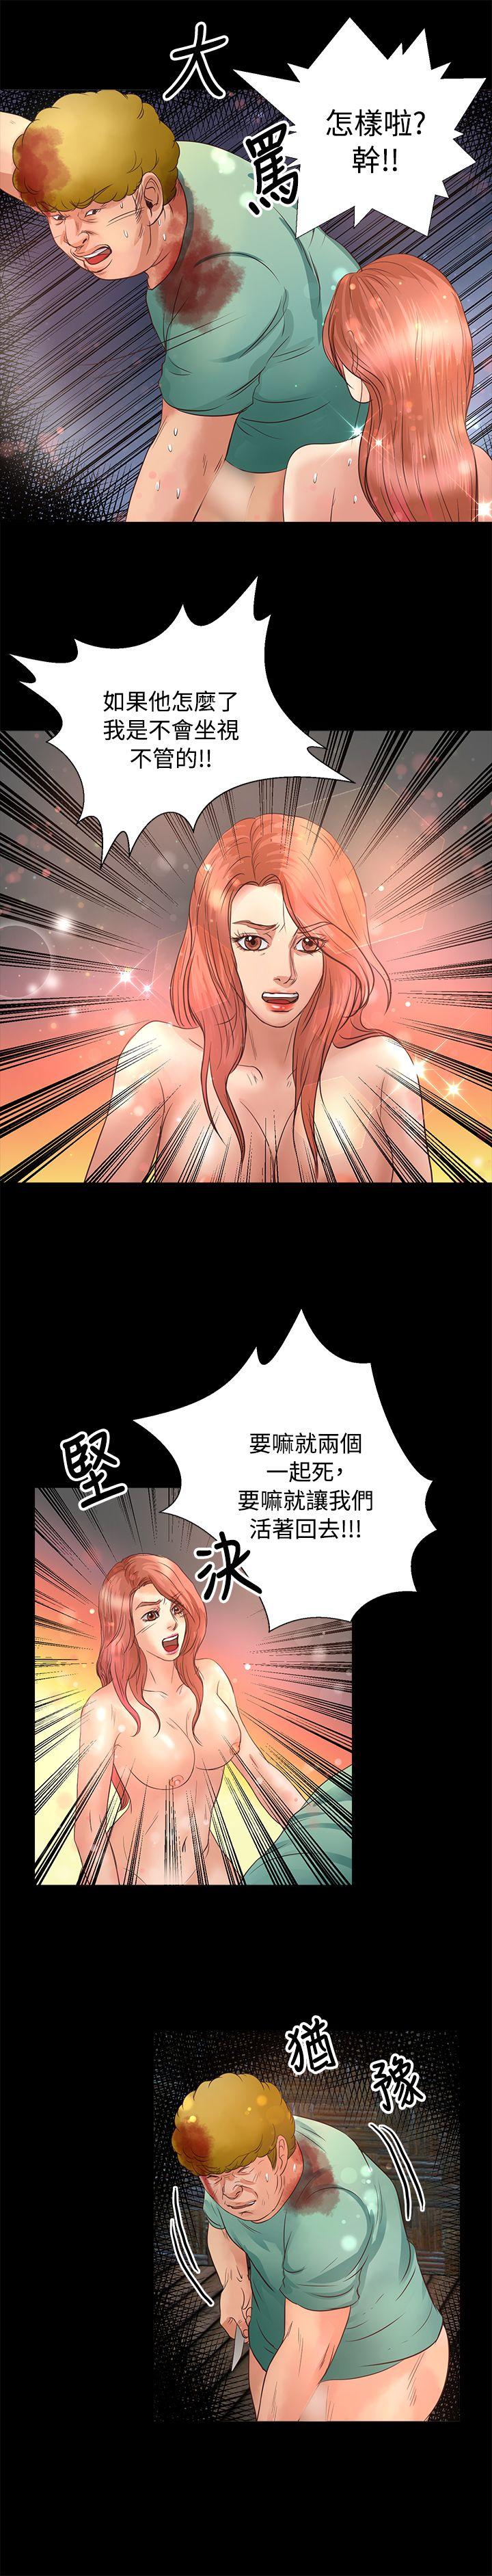 大
罵
怎樣啦?
幹!!
如果他怎麼了
我是不會坐視
不管的!!
要嘛就兩個
一起死,
要嘛就讓我們
活著回去!!!
堅
決
猶
豫